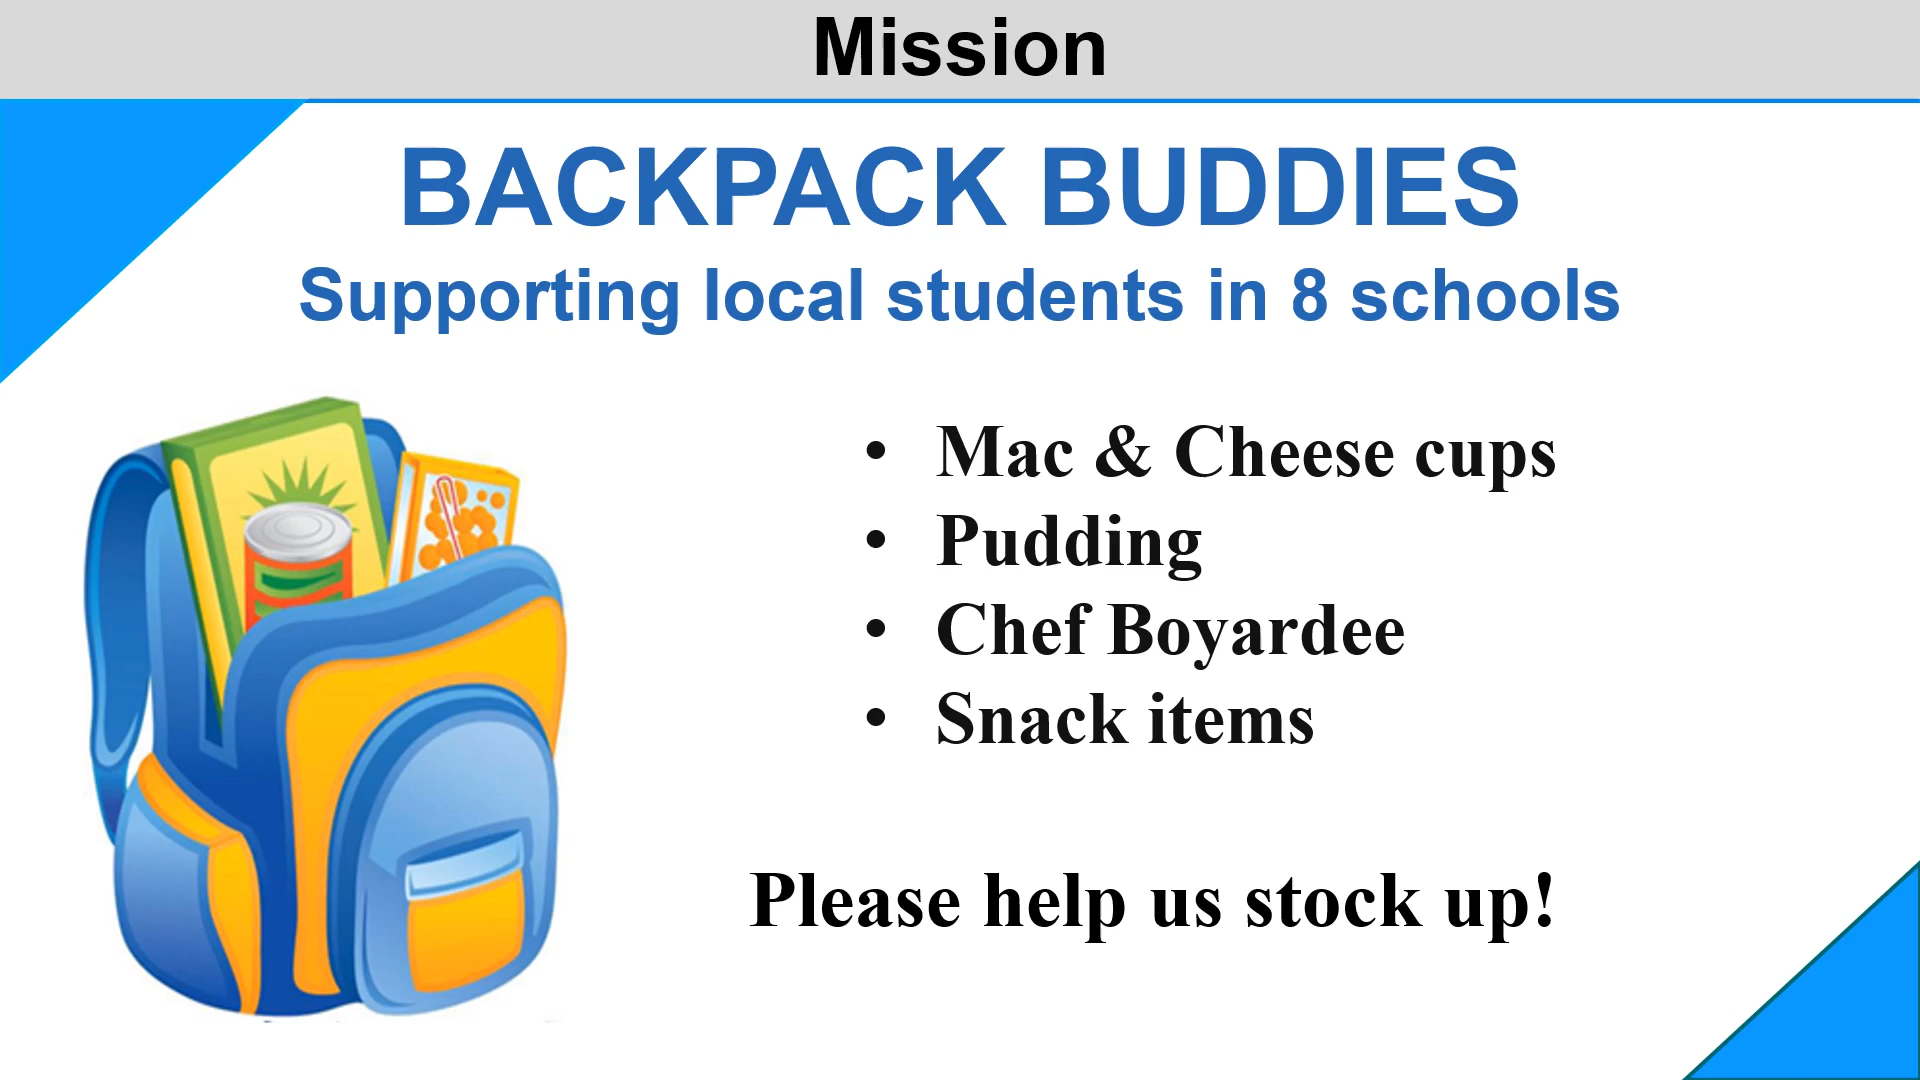 Mission
BACKPACK BUDDIES
Supporting local students in 8 schools
• Mac & Cheese cups
• Pudding
• Chef Boyardee
• Snack items
Please help us stock up!